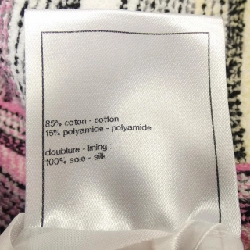 85% coton - cotton
15% polyamide - polyamide
doublure - lining
100% soie - silk